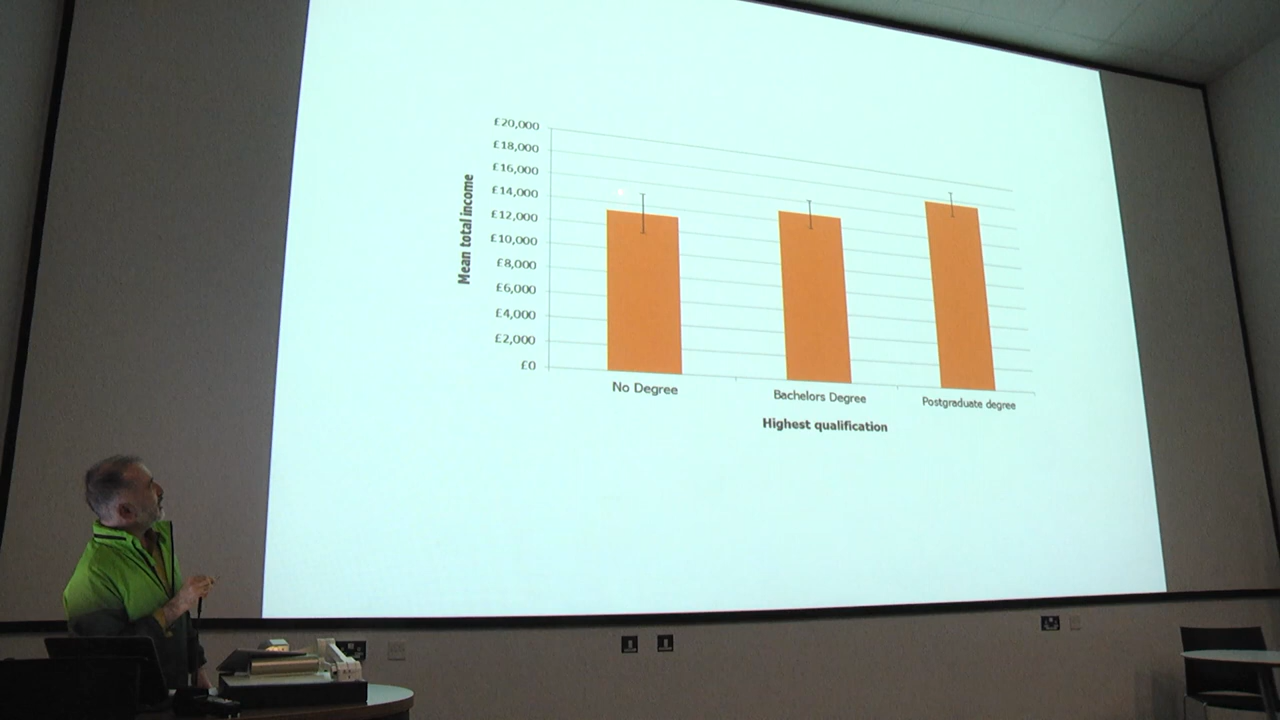 £20,000
£18,000
£16,000
£14,000
£12,000
£10,000
£8,000
£6,000
£4,000
£2,000
£0
Mean total income
No Degree
Bachelors Degree
Postgraduate degree
Highest qualification